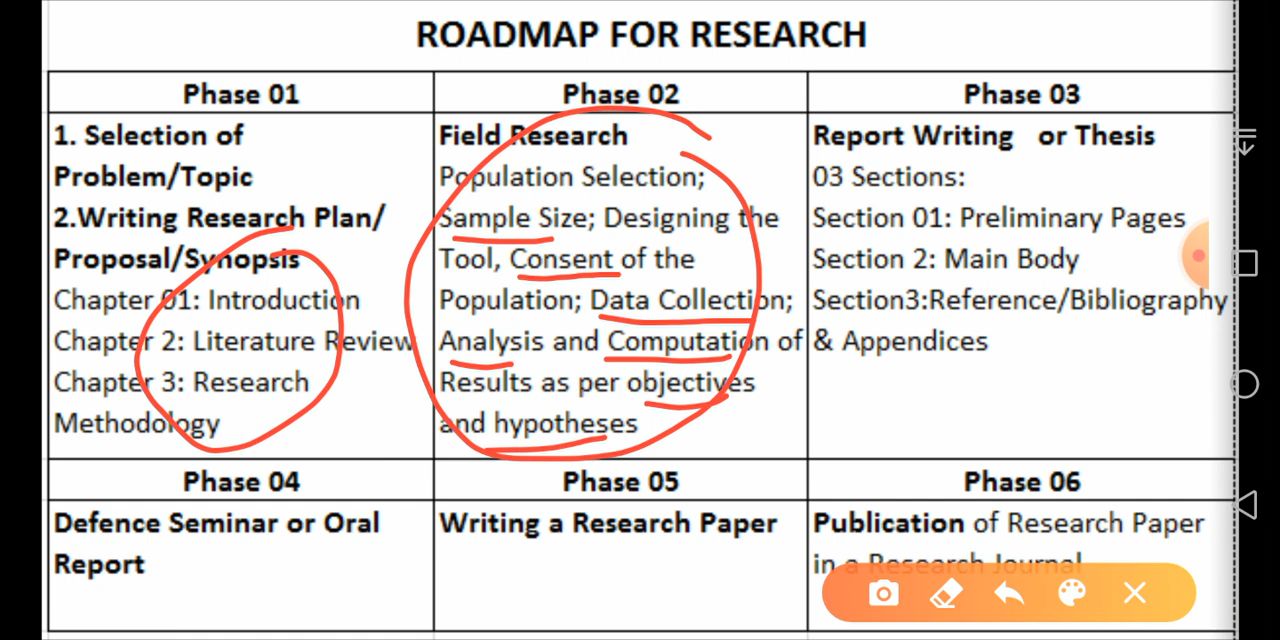 ROADMAP FOR RESEARCH
Phase 01
1. Selection of
Problem/Topic
2.Writing Research Plan/
Proposal/Synopsis
Chapter 01: Introduction
Chapter 2: Literature Review
Chapter 3: Research
Methodology
Phase 02
Field Research
Population Selection;
Sample Size; Designing the
Tool, Consent of the
Population; Data Collection;
Analysis and Computation of
Results as per objectives
and hypotheses
Phase 03
Report Writing or Thesis
03 Sections:
Section 01: Preliminary Pages
Section 2: Main Body
Section3:Reference/Bibliography
& Appendices
Phase 04
Defence Seminar or Oral
Report
Phase 05
Writing a Research Paper
Phase 06
Publication of Research Paper
in a Research Journal